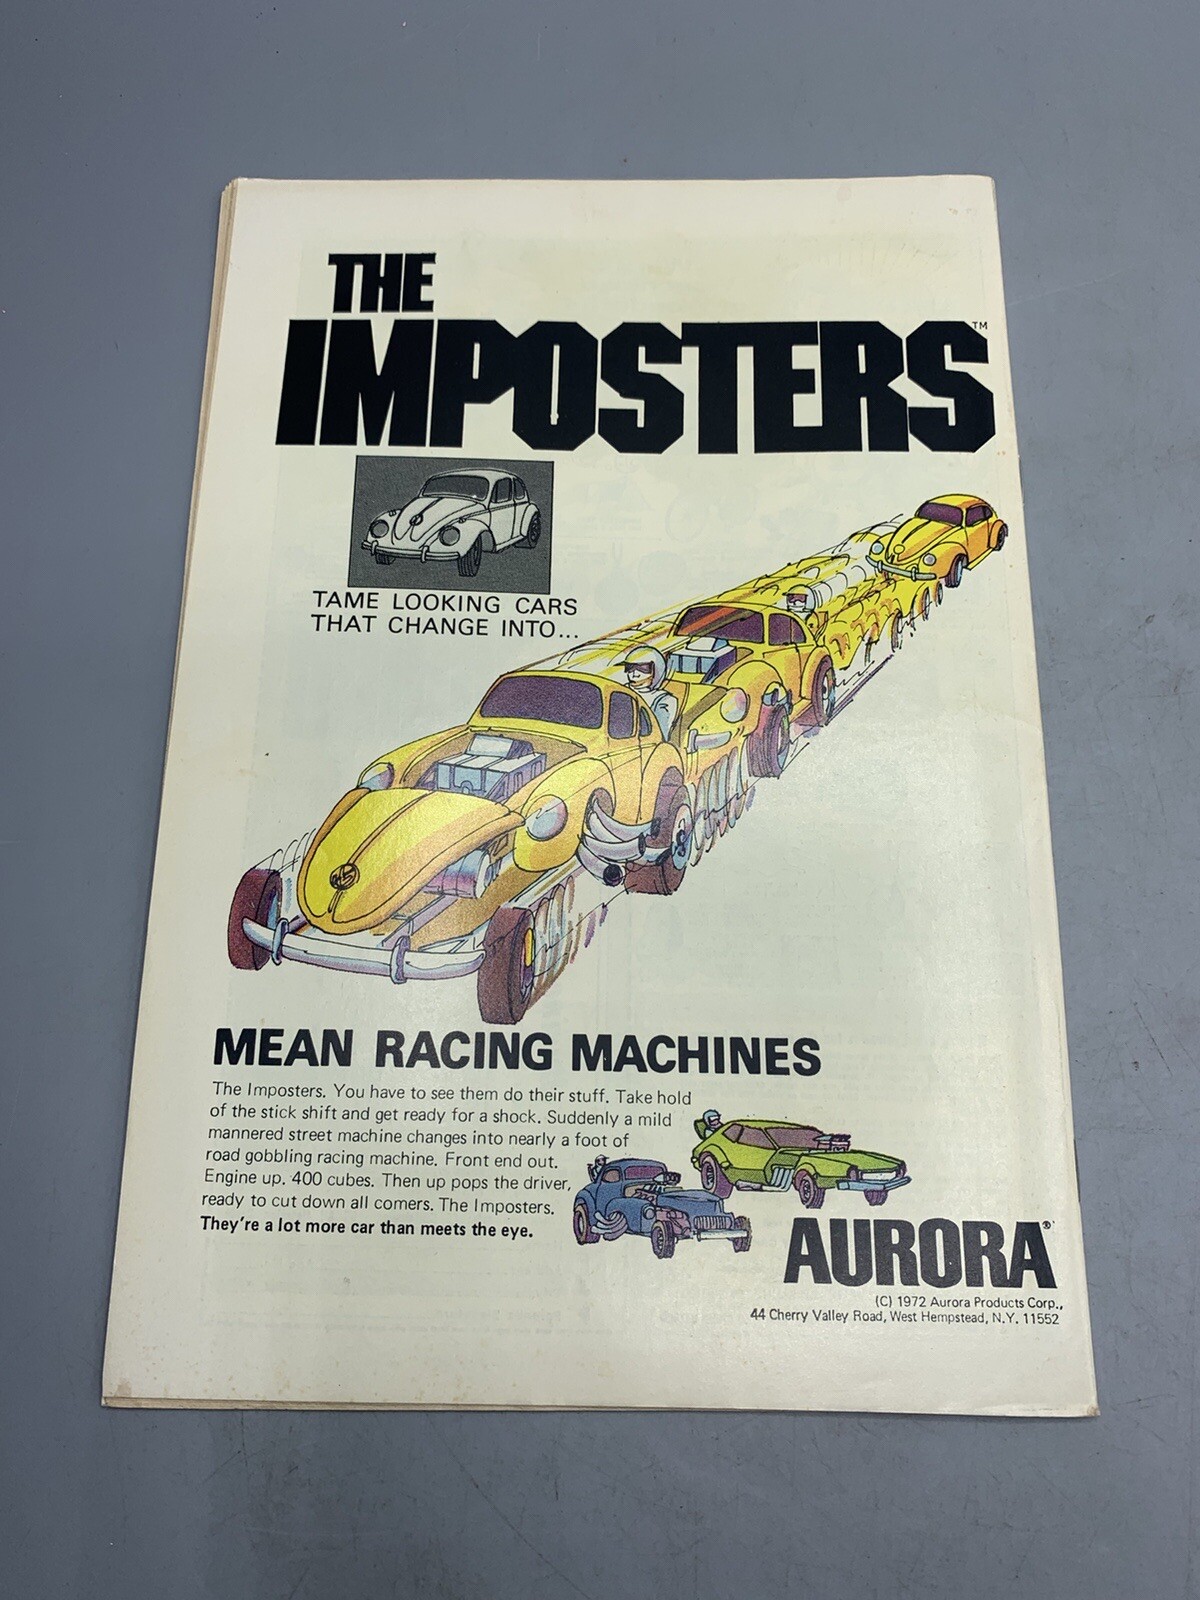 THE
IMPOSTERS™
TAME LOOKING CARS
THAT CHANGE INTO...
MEAN RACING MACHINES
The Imposters. You have to see them do their stuff. Take hold
of the stick shift and get ready for a shock. Suddenly a mild
mannered street machine changes into nearly a foot of
road gobbling racing machine. Front end out.
Engine up. 400 cubes. Then up pops the driver,
ready to cut down all comers. The Imposters.
They're a lot more car than meets the eye.
AURORA®
(C) 1972 Aurora Products Corp.,
44 Cherry Valley Road, West Hempstead, N.Y. 11552